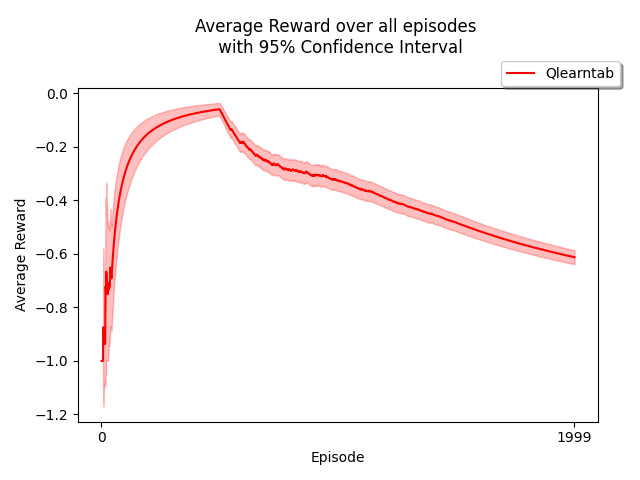 Average Reward over all episodes
with 95% Confidence Interval
Qlearntab
0.0
−0.2
−0.4
−0.6
−0.8
−1.0
−1.2
Average Reward
0
1999
Episode